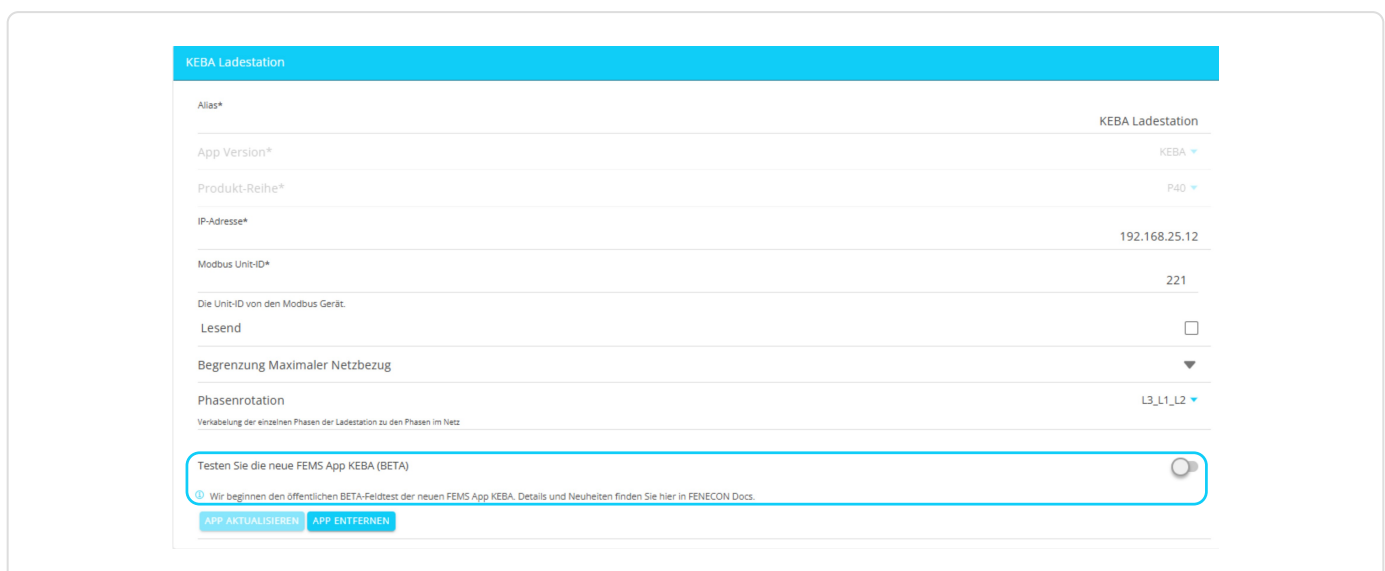 KEBA Ladestation
Alias*
KEBA Ladestation
App Version*
KEBA
Produkt-Reihe*
P40
IP-Adresse*
192.168.25.12
Modbus Unit-ID*
221
Die Unit-ID von den Modbus Gerät.
Lesend
Begrenzung Maximaler Netzbezug
Phasenrotation
L3_L1_L2
Verkabelung der einzelnen Phasen der Ladestation zu den Phasen im Netz
Testen Sie die neue FEMS App KEBA (BETA)
Wir beginnen den öffentlichen BETA-Feldtest der neuen FEMS App KEBA. Details und Neuheiten finden Sie hier in FENECON Docs.
APP AKTUALISIEREN APP ENTFERNEN